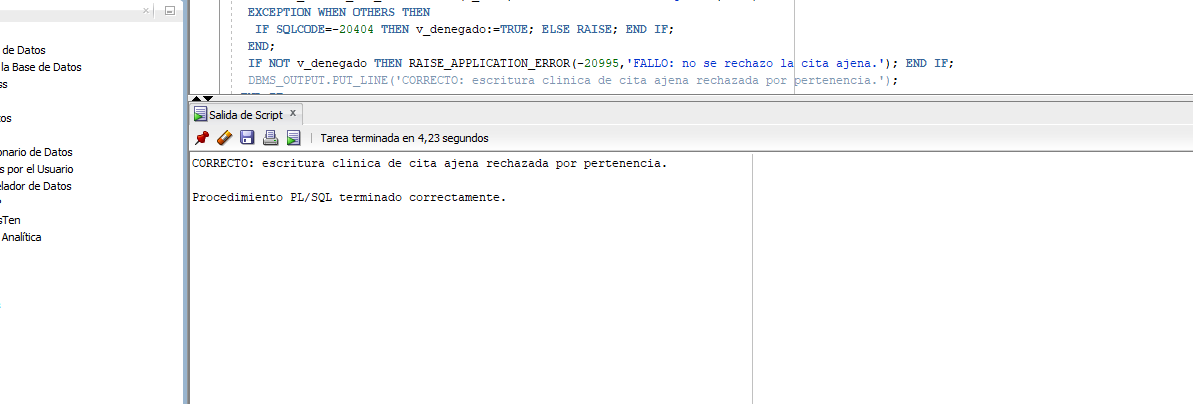 de Datos
la Base de Datos
ss
tos
onario de Datos
s por el Usuario
elador de Datos
sTen
Analítica
EXCEPTION WHEN OTHERS THEN
IF SQLCODE=-20404 THEN v_denegado:=TRUE; ELSE RAISE; END IF;
END;
IF NOT v_denegado THEN RAISE_APPLICATION_ERROR(-20995,'FALLO: no se rechazo la cita ajena.'); END IF;
DBMS_OUTPUT.PUT_LINE('CORRECTO: escritura clinica de cita ajena rechazada por pertenencia.');
Salida de Script x
Tarea terminada en 4,23 segundos
CORRECTO: escritura clinica de cita ajena rechazada por pertenencia.
Procedimiento PL/SQL terminado correctamente.